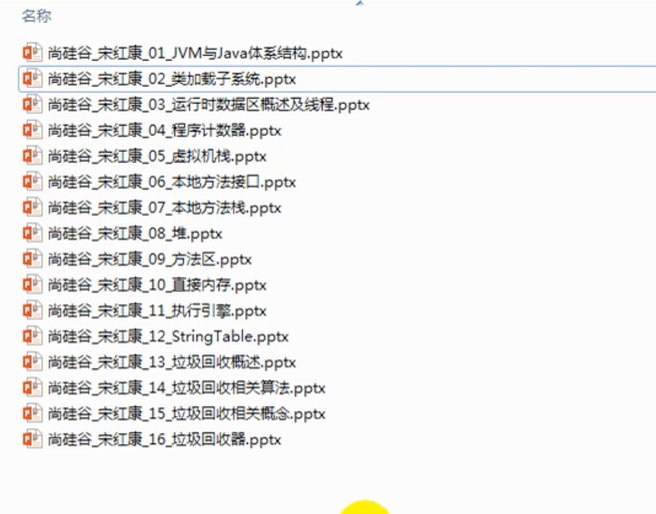 名称
尚硅谷_宋红康_01_JVM与Java体系结构.pptx
尚硅谷_宋红康_02_类加载子系统.pptx
尚硅谷_宋红康_03_运行时数据区概述及线程.pptx
尚硅谷_宋红康_04_程序计数器.pptx
尚硅谷_宋红康_05_虚拟机栈.pptx
尚硅谷_宋红康_06_本地方法接口.pptx
尚硅谷_宋红康_07_本地方法栈.pptx
尚硅谷_宋红康_08_堆.pptx
尚硅谷_宋红康_09_方法区.pptx
尚硅谷_宋红康_10_直接内存.pptx
尚硅谷_宋红康_11_执行引擎.pptx
尚硅谷_宋红康_12_StringTable.pptx
尚硅谷_宋红康_13_垃圾回收概述.pptx
尚硅谷_宋红康_14_垃圾回收相关算法.pptx
尚硅谷_宋红康_15_垃圾回收相关概念.pptx
尚硅谷_宋红康_16_垃圾回收器.pptx